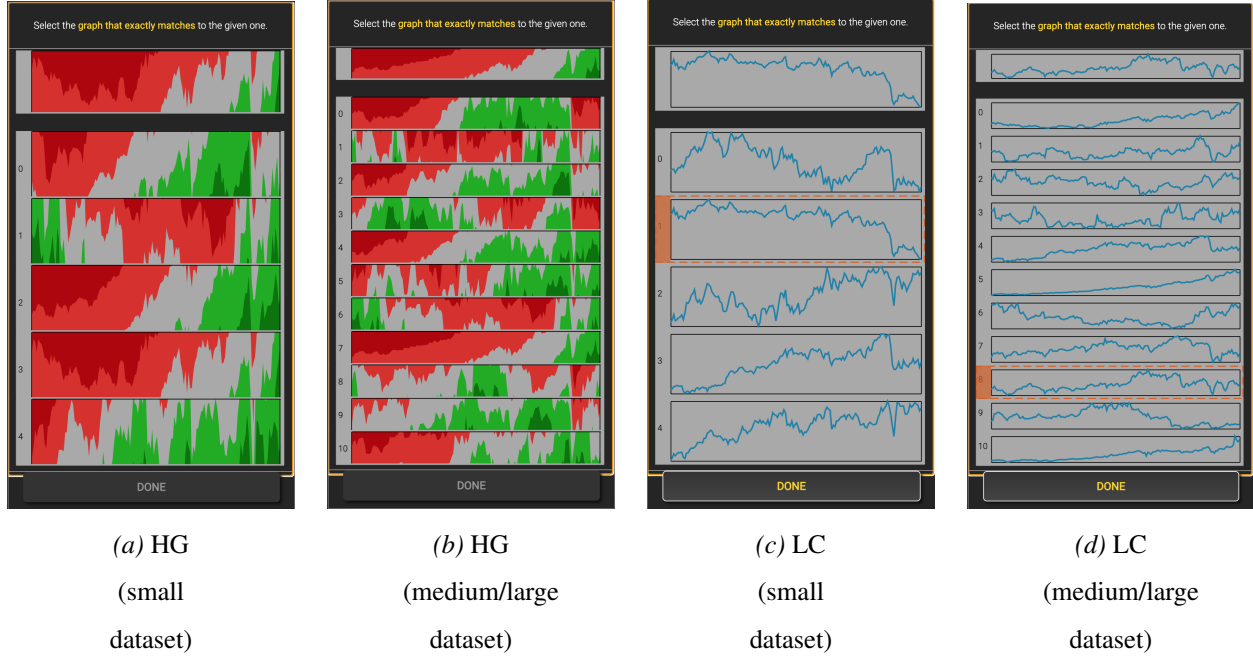 Select the graph that exactly matches to the given one.
0
1
2
3
4
DONE
Select the graph that exactly matches to the given one.
0
1
2
3
4
5
6
7
8
9
10
DONE
Select the graph that exactly matches to the given one.
0
1
2
3
4
DONE
Select the graph that exactly matches to the given one.
0
1
2
3
4
5
6
7
8
9
10
DONE
(a) HG
(small
dataset)
(b) HG
(medium/large
dataset)
(c) LC
(small
dataset)
(d) LC
(medium/large
dataset)